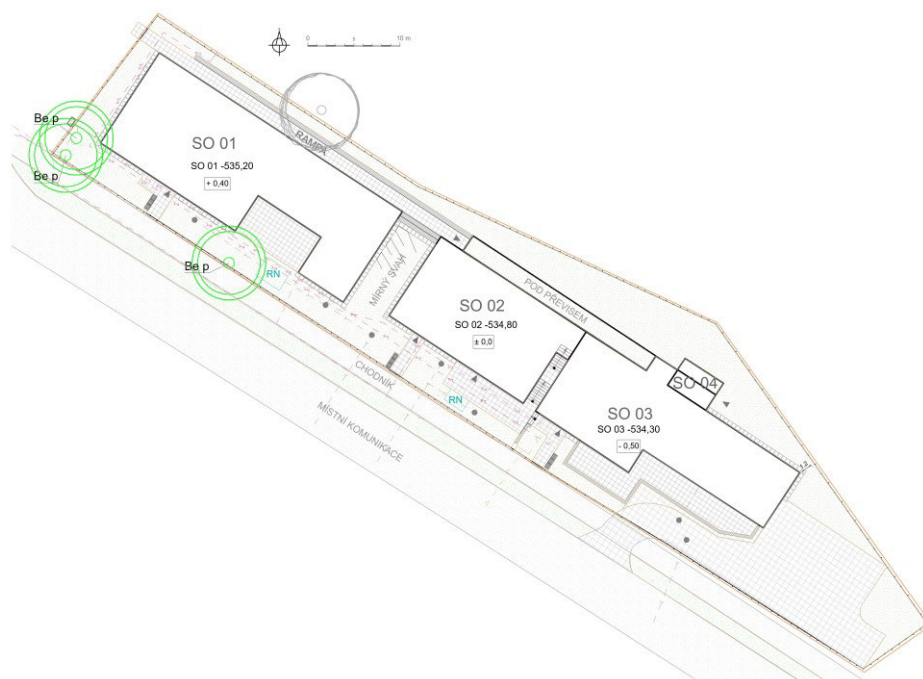 0
5
10 m
Be p
RAMPA
SO 01
SO 01 -535,20
+ 0,40
Be p
Be p
RN
MÍRNÝ SVAH
POD PŘEVISEM
SO 02
SO 02 -534,80
± 0,0
SO 04
CHODNÍK
RN
SO 03
SO 03 -534,30
- 0,50
MÍSTNÍ KOMUNIKACE